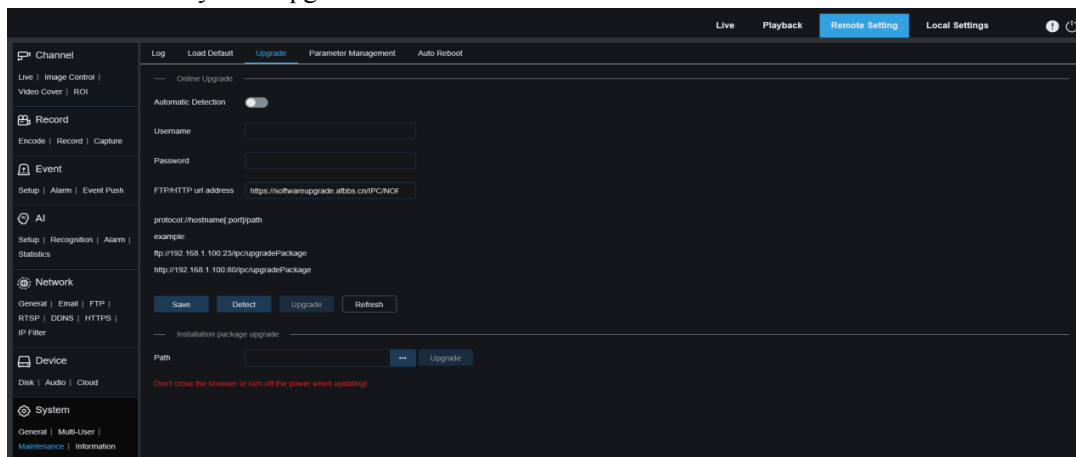 Live Playback Remote Setting Local Settings
Channel
Live | Image Control |
Video Cover | ROI
Record
Encode | Record | Capture
Event
Setup | Alarm | Event Push
AI
Setup | Recognition | Alarm |
Statistics
Network
General | Email | FTP |
RTSP | DDNS | HTTPS |
IP Filter
Device
Disk | Audio | Cloud
System
General | Multi-User |
Maintenance | Information
Log Load Default Upgrade Parameter Management Auto Reboot
Online Upgrade
Automatic Detection
Username
Password
FTP/HTTP url address https://softwareupgrade.afbbs.cn/IPC/NOF
protocol://hostname[:port]/path
example:
ftp://192.168.1.100:23/ipc/upgradePackage
http://192.168.1.100:80/ipc/upgradePackage
Save Detect Upgrade Refresh
Installation package upgrade
Path ... Upgrade
Don't close the browser or turn off the power when updating!